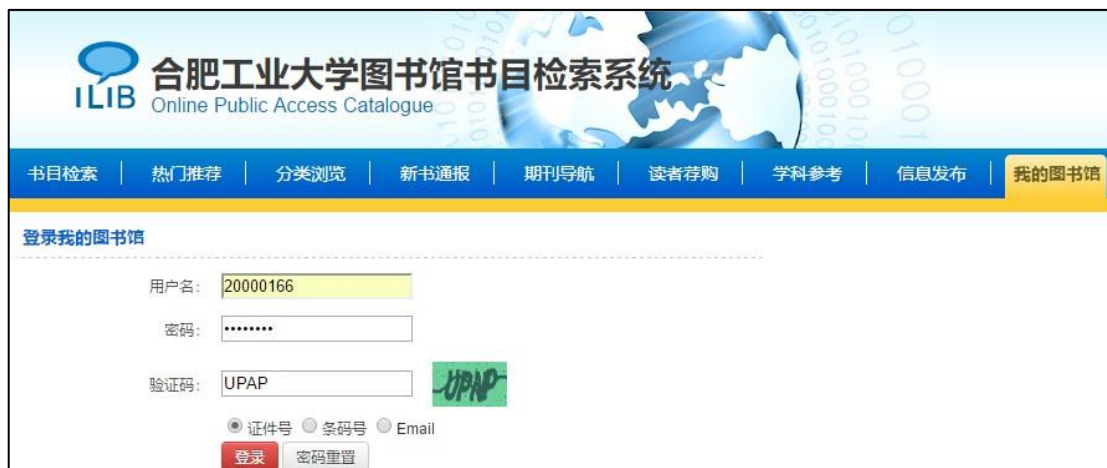 ILIB
合肥工业大学图书馆书目检索系统
Online Public Access Catalogue
书目检索 热门推荐 分类浏览 新书通报 期刊导航 读者荐购 学科参考 信息发布 我的图书馆
登录我的图书馆
用户名: 20000166
密码: ••••••••
验证码: UPAP UPAP
证件号 条码号 Email
登录 密码重置